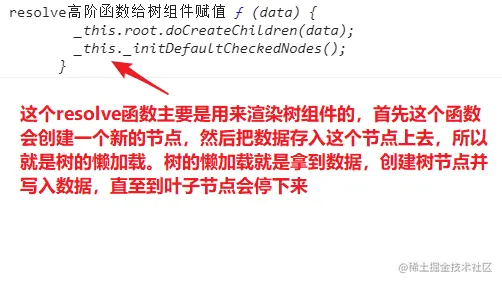 resolve高阶函数给树组件赋值 ƒ (data) {
_this.root.doCreateChildren(data);
_this._initDefaultCheckedNodes();
}
这个resolve函数主要是用来渲染树组件的，首先这个函数
会创建一个新的节点，然后把数据存入这个节点上去，所以
就是树的懒加载。树的懒加载就是拿到数据，创建树节点并
写入数据，直至到叶子节点会停下来
@稀土掘金技术社区